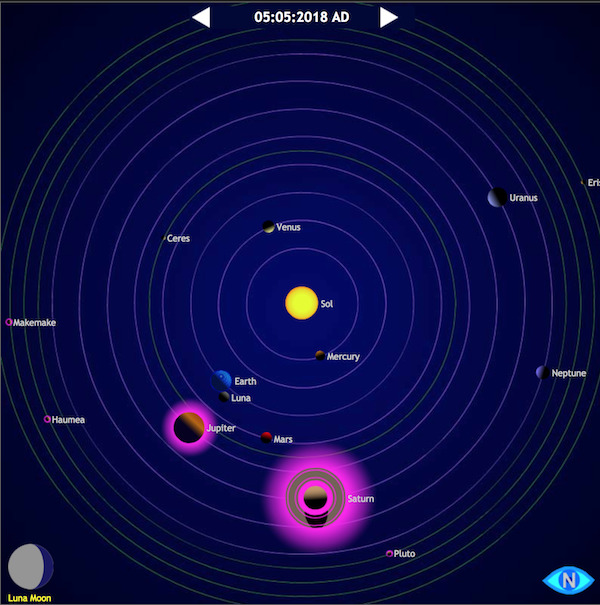 05:05:2018 AD
Eris
Uranus
Venus
Ceres
Sol
Makemake
Mercury
Neptune
Earth
Luna
Haumea
Jupiter
Mars
Saturn
Pluto
N
Luna Moon